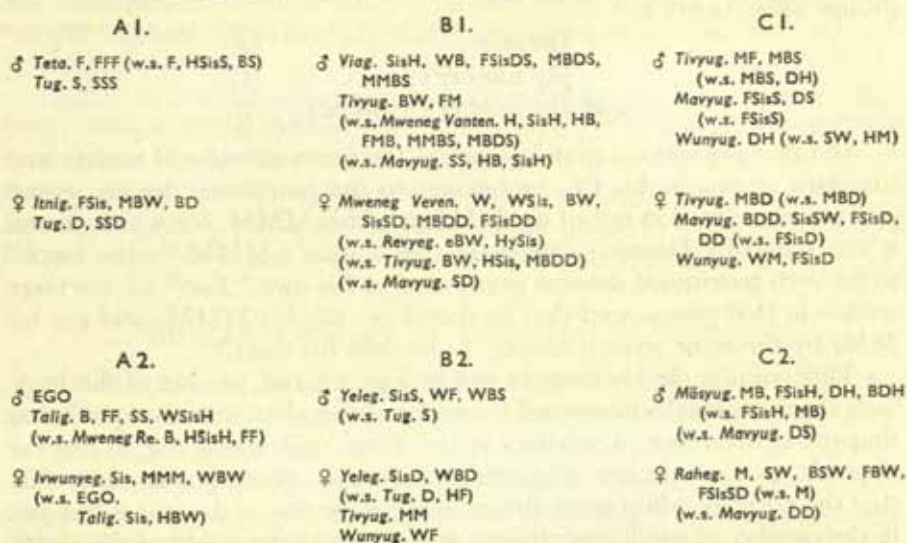 A1.
♂ Teta. F, FFF (w.s. F, HSisS, BS)
Tug. S, SSS
♀ Itnig. FSis, MBW, BD
Tug. D, SSD
B1.
♂ Viag. SisH, WB, FSisDS, MBDS,
MMBS
Tivyug. BW, FM
(w.s. Mweneg Vanten. H, SisH, HB,
FMB, MMBS, MBDS)
(w.s. Mavyug. SS, HB, SisH)
♀ Mweneg Veven. W, WSis, BW,
SisSD, MBDD, FSisDD
(w.s. Revyeg. eBW, HySis)
(w.s. Tivyug. BW, HSis, MBDD)
(w.s. Mavyug. SD)
C1.
♂ Tivyug. MF, MBS
(w.s. MBS, DH)
Mavyug. FSisS, DS
(w.s. FSisS)
Wunyug. DH (w.s. SW, HM)
♀ Tivyug. MBD (w.s. MBD)
Mavyug. BDD, SisSW, FSisD,
DD (w.s. FSisD)
Wunyug. WM, FSisD
A2.
♂ EGO
Talig. B, FF, SS, WSisH
(w.s. Mweneg Re. B, HSisH, FF)
♀ Ivwunyeg. Sis, MMM, WBW
(w.s. EGO,
Talig. Sis, HBW)
B2.
♂ Yeleg. SisS, WF, WBS
(w.s. Tug. S)
♀ Yeleg. SisD, WBD
(w.s. Tug. D, HF)
Tivyug. MM
Wunyug. WF
C2.
♂ Mösyug. MB, FSisH, DH, BDH
(w.s. FSisH, MB)
(w.s. Mavyug. DS)
♀ Raheg. M, SW, BSW, FBW,
FSisSD (w.s. M)
(w.s. Mavyug. DD)